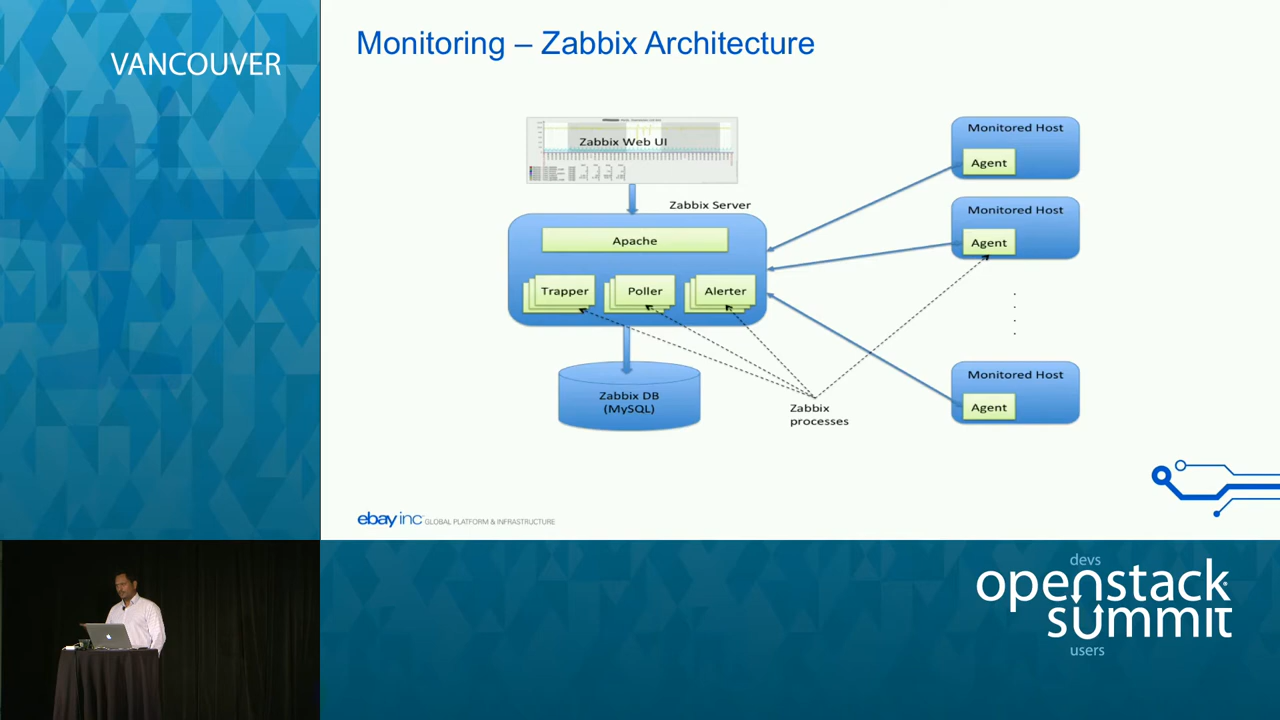 VANCOUVER
Monitoring – Zabbix Architecture
Zabbix Web UI
Zabbix Server
Apache
Trapper
Poller
Alerter
Zabbix DB
(MySQL)
Zabbix
processes
Monitored Host
Agent
Monitored Host
Agent
Monitored Host
Agent
ebay inc GLOBAL PLATFORM & INFRASTRUCTURE
devs
openstack
summit
users